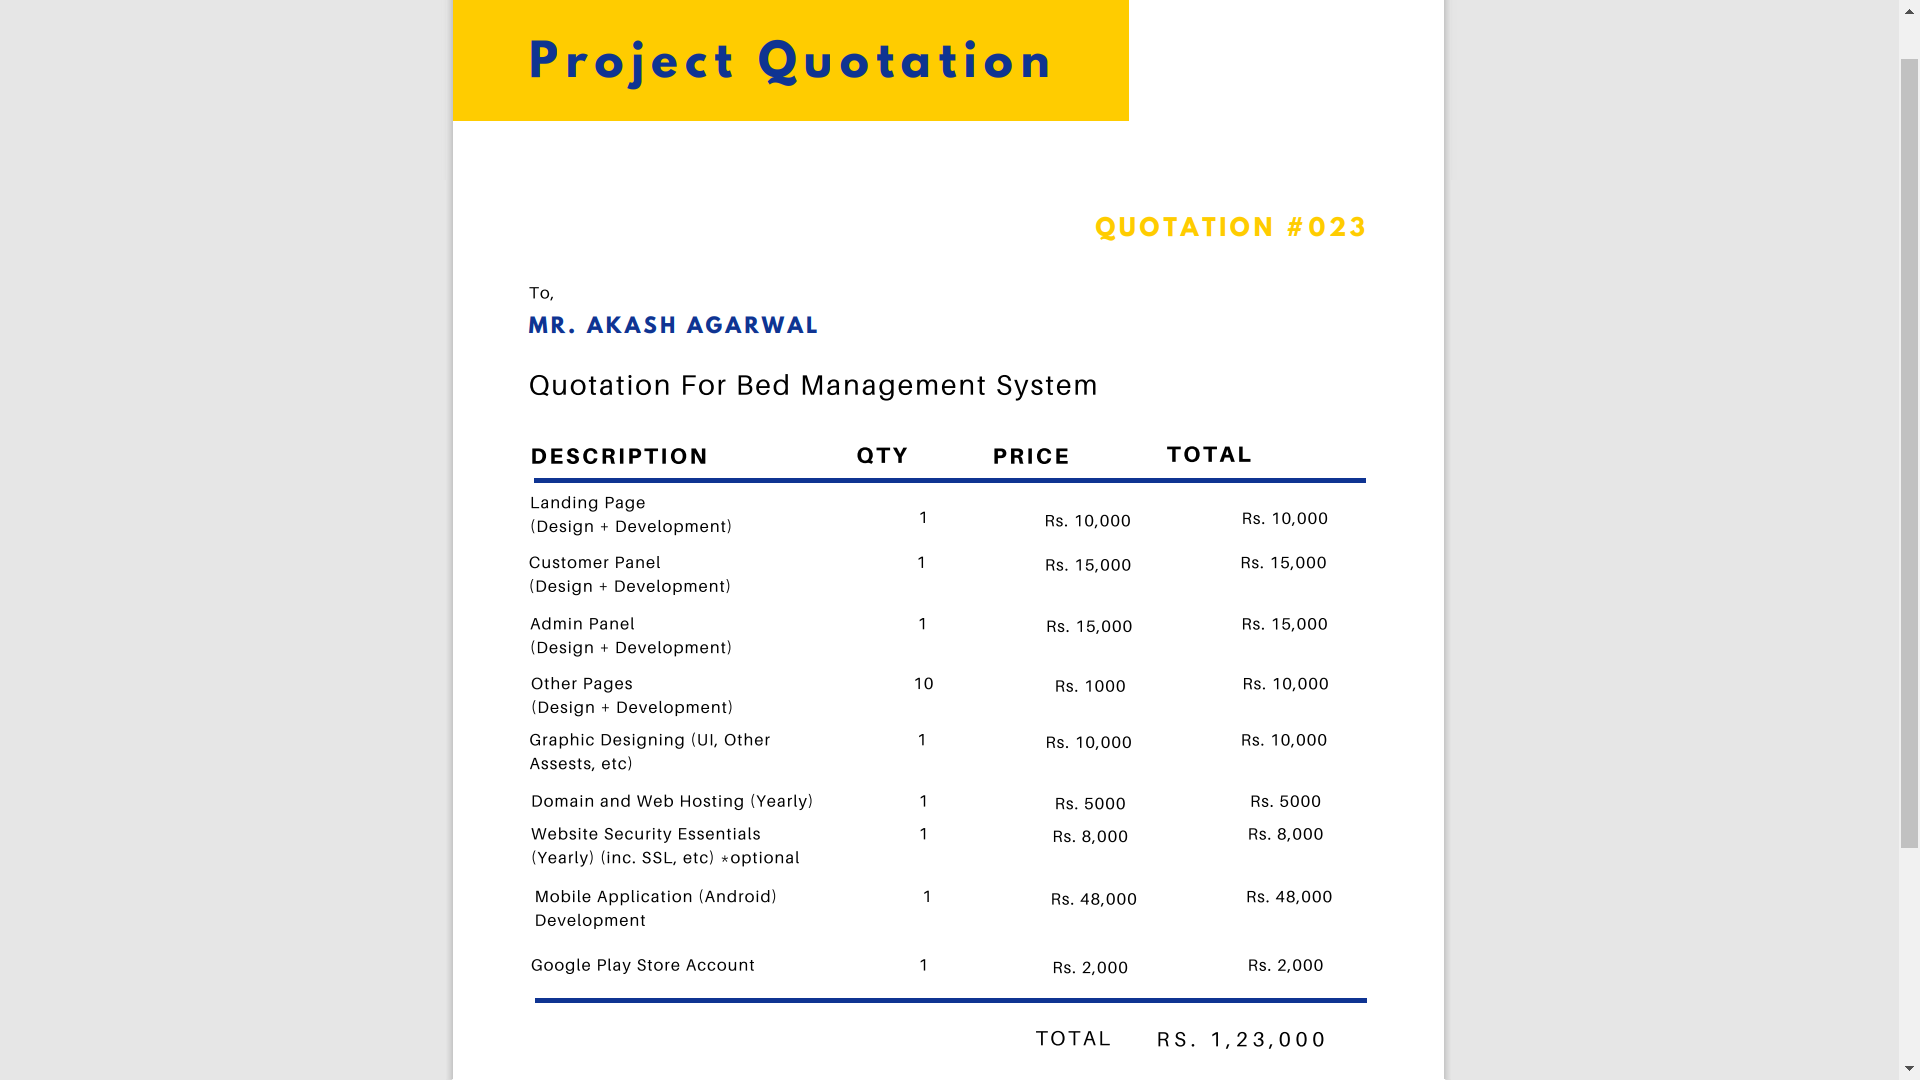 Project Quotation
QUOTATION #023
To,
MR. AKASH AGARWAL
Quotation For Bed Management System
DESCRIPTION QTY PRICE TOTAL
Landing Page
(Design + Development) 1 Rs. 10,000 Rs. 10,000
Customer Panel 1 Rs. 15,000 Rs. 15,000
(Design + Development)
Admin Panel 1 Rs. 15,000 Rs. 15,000
(Design + Development)
Other Pages 10 Rs. 1000 Rs. 10,000
(Design + Development)
Graphic Designing (UI, Other 1 Rs. 10,000 Rs. 10,000
Assests, etc)
Domain and Web Hosting (Yearly) 1 Rs. 5000 Rs. 5000
Website Security Essentials 1 Rs. 8,000 Rs. 8,000
(Yearly) (inc. SSL, etc) *optional
Mobile Application (Android) 1 Rs. 48,000 Rs. 48,000
Development
Google Play Store Account 1 Rs. 2,000 Rs. 2,000
TOTAL RS. 1,23,000